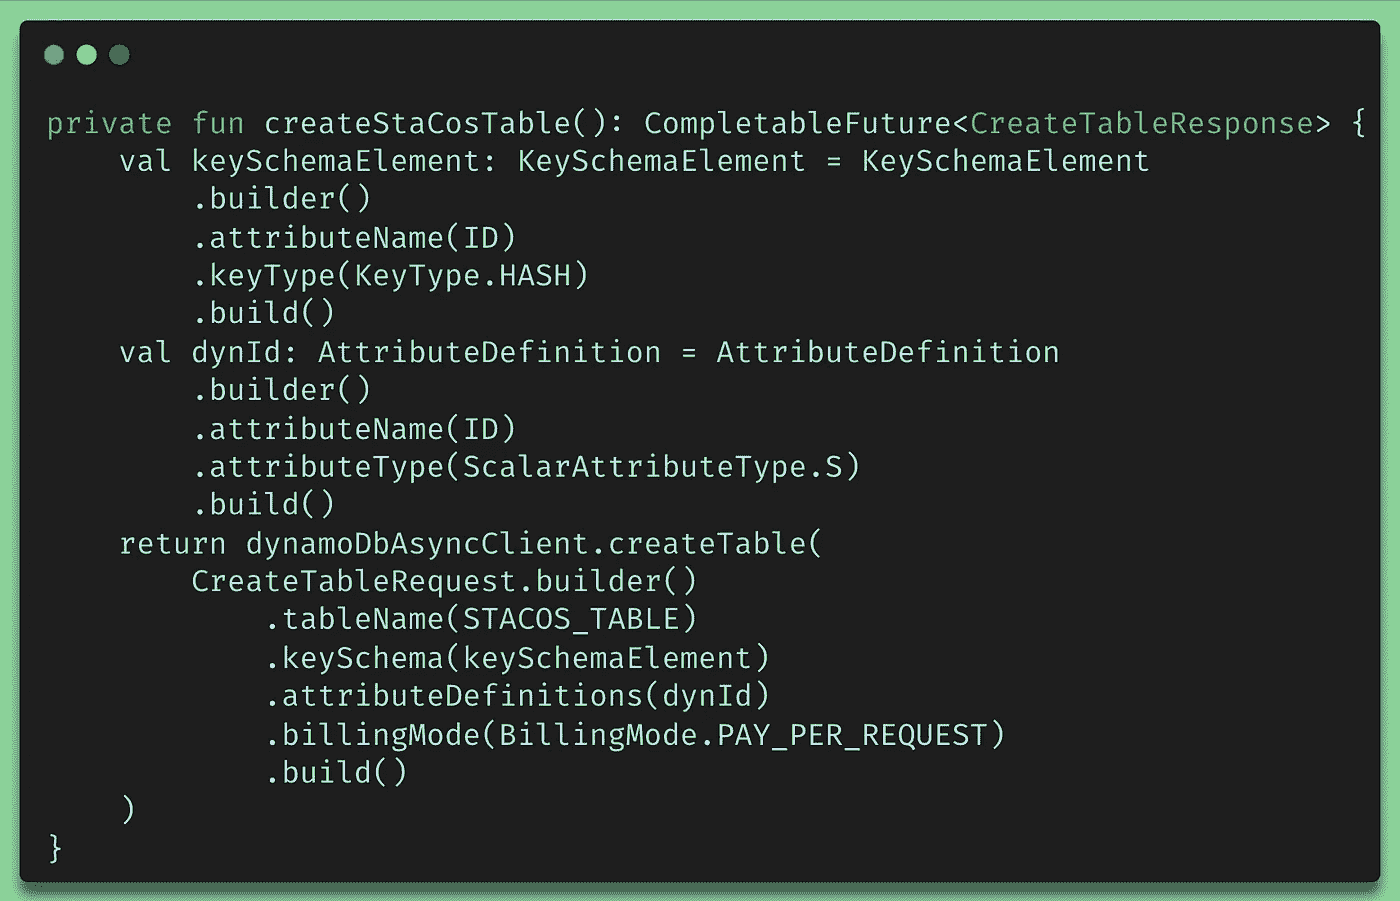 private fun createStaCosTable(): CompletableFuture<CreateTableResponse> {
    val keySchemaElement: KeySchemaElement = KeySchemaElement
        .builder()
        .attributeName(ID)
        .keyType(KeyType.HASH)
        .build()
    val dynId: AttributeDefinition = AttributeDefinition
        .builder()
        .attributeName(ID)
        .attributeType(ScalarAttributeType.S)
        .build()
    return dynamoDbAsyncClient.createTable(
        CreateTableRequest.builder()
            .tableName(STACOS_TABLE)
            .keySchema(keySchemaElement)
            .attributeDefinitions(dynId)
            .billingMode(BillingMode.PAY_PER_REQUEST)
            .build()
    )
}